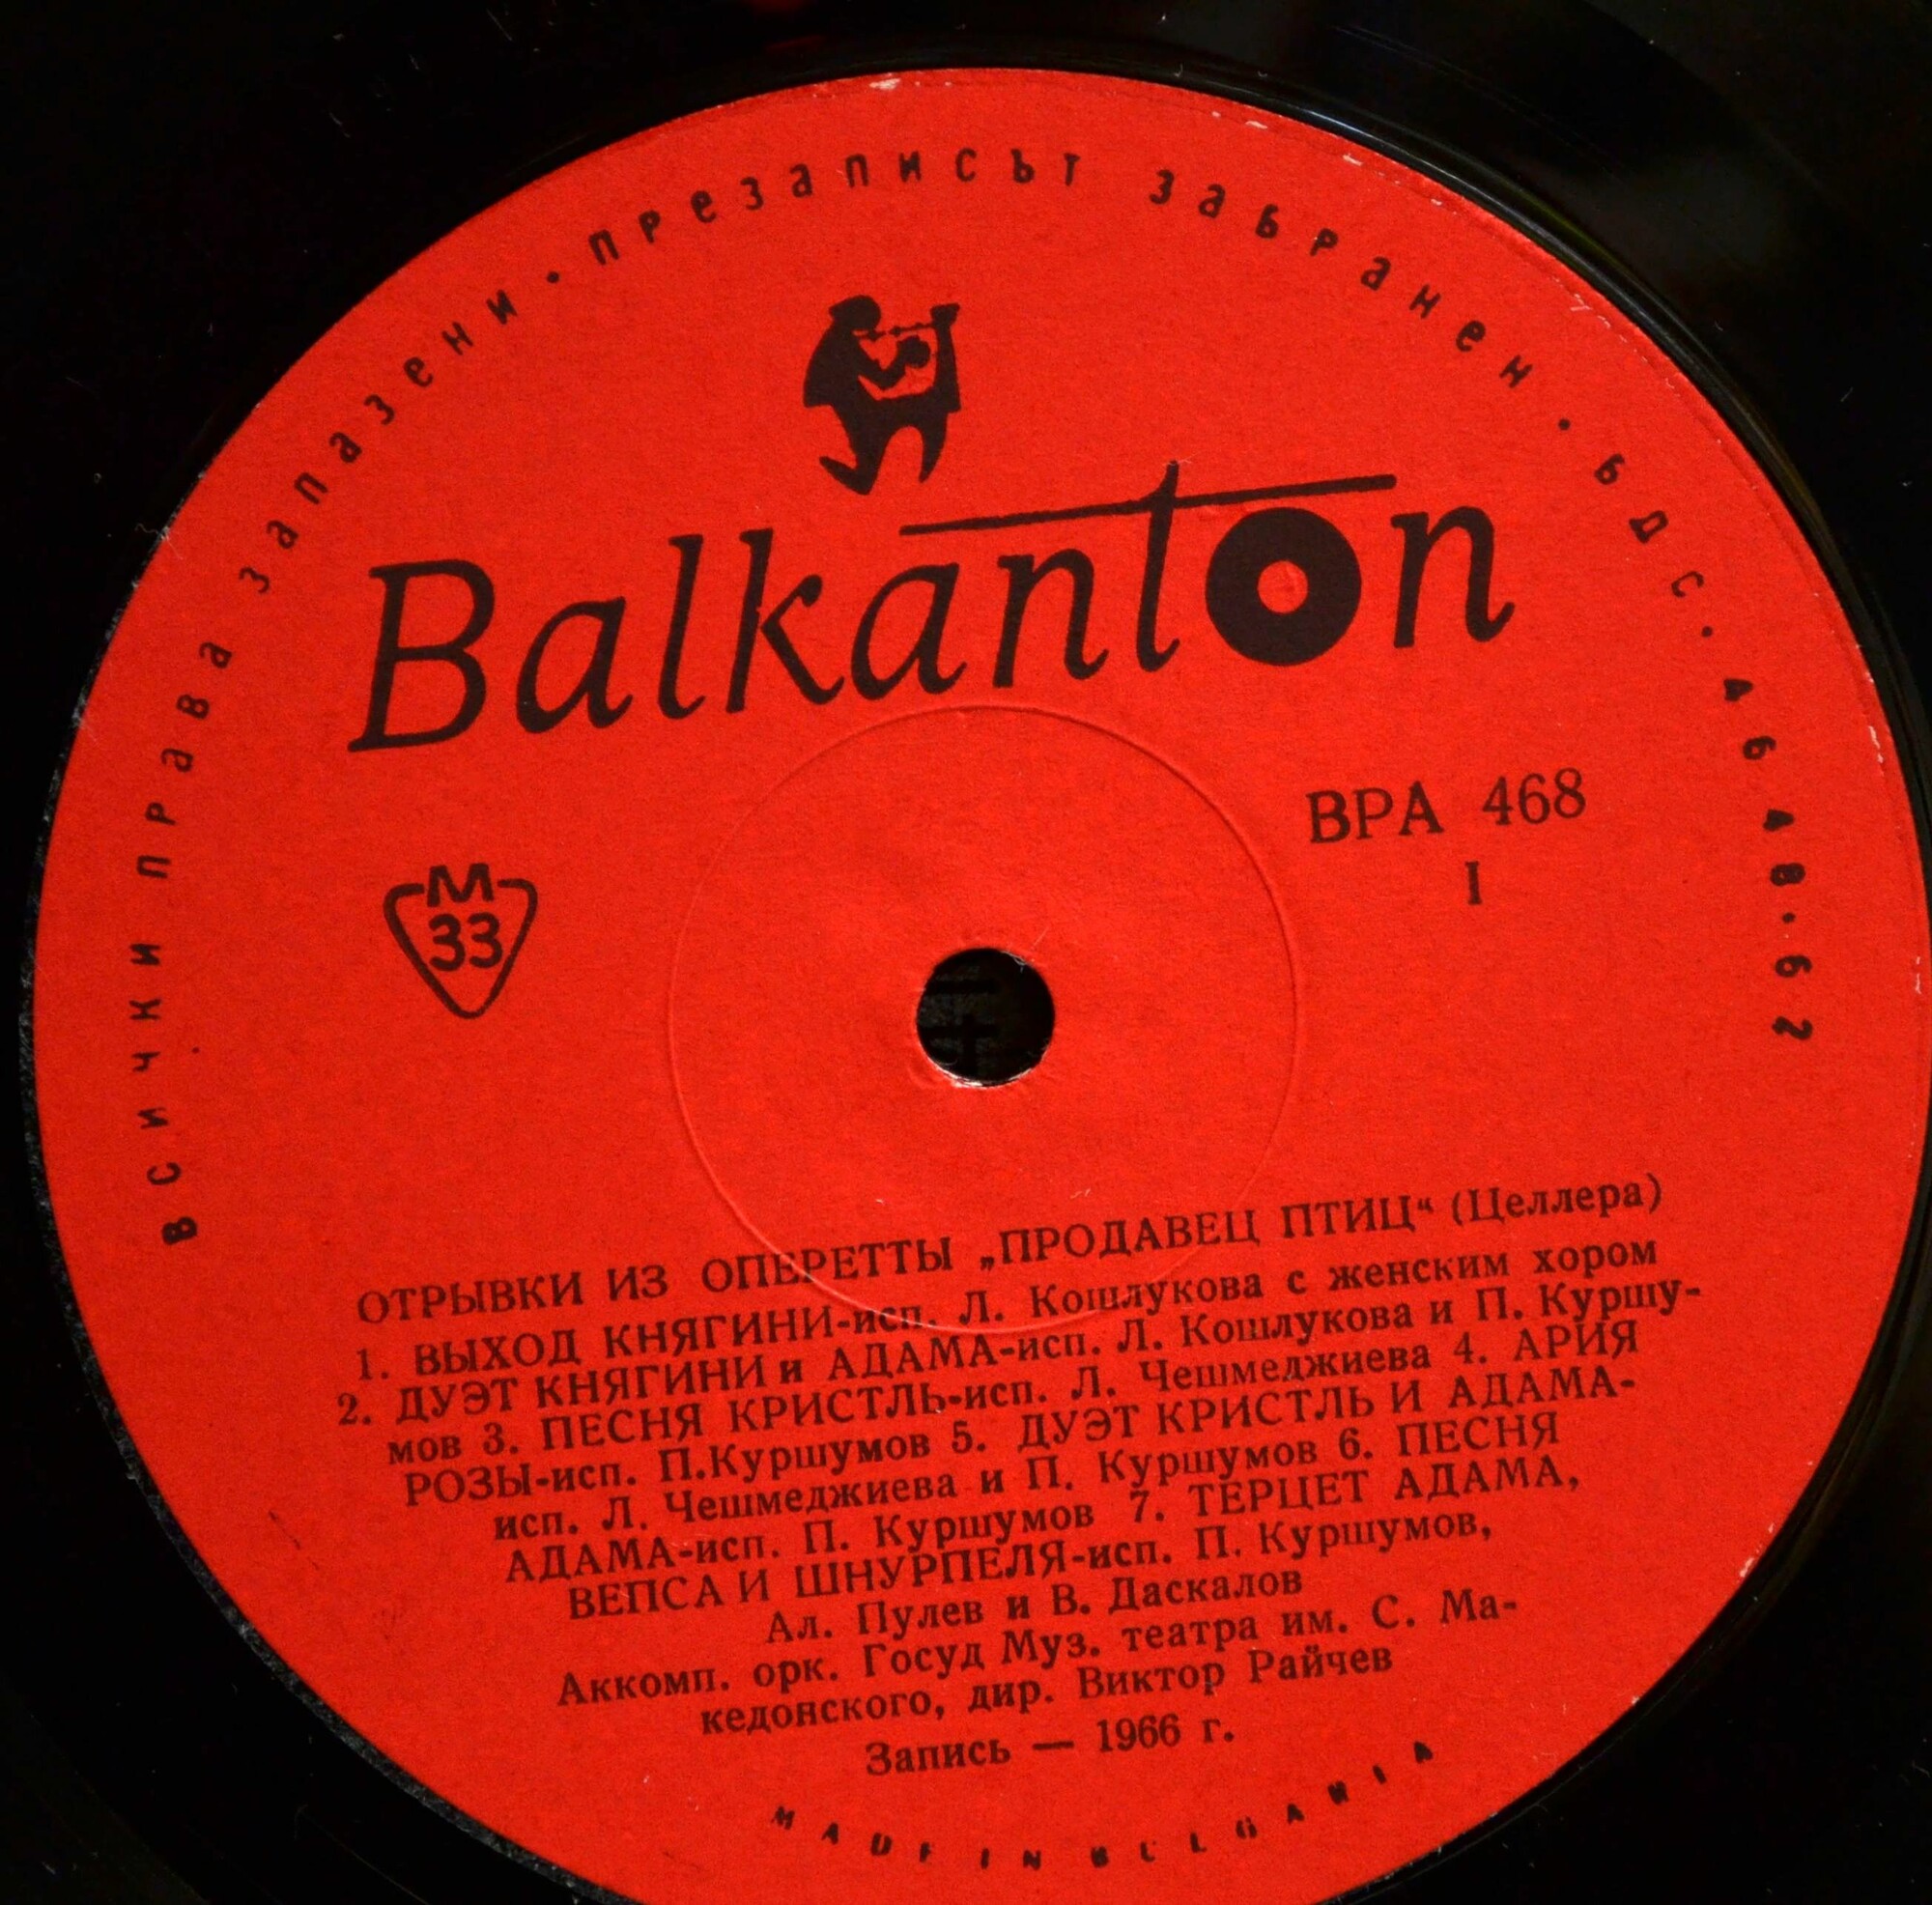 всички права запазени · презаписът забранен · БДС · 46 48 · 62
Balkanton
ВРА 468
I
М
33
ОТРЫВКИ ИЗ ОПЕРЕТТЫ „ПРОДАВЕЦ ПТИЦ“ (Целлера)
1. ВЫХОД КНЯГИНИ-исп. Л. Кошлукова с женским хором
2. ДУЭТ КНЯГИНИ и АДАМА-исп. Л. Кошлукова и П. Куршу-
мов 3. ПЕСНЯ КРИСТЛЬ-исп. Л. Чешмеджиева 4. АРИЯ
РОЗЫ-исп. П.Куршумов 5. ДУЭТ КРИСТЛЬ И АДАМА-
исп. Л. Чешмеджиева и П. Куршумов 6. ПЕСНЯ
АДАМА-исп. П. Куршумов 7. ТЕРЦЕТ АДАМА,
ВЕПСА И ШНУРПЕЛЯ-исп. П. Куршумов,
Ал. Пулев и В. Даскалов
Аккомп. орк. Госуд Муз. театра им. С. Ма-
кедонского, дир. Виктор Райчев
Запись — 1966 г.
MADE IN BULGARIA